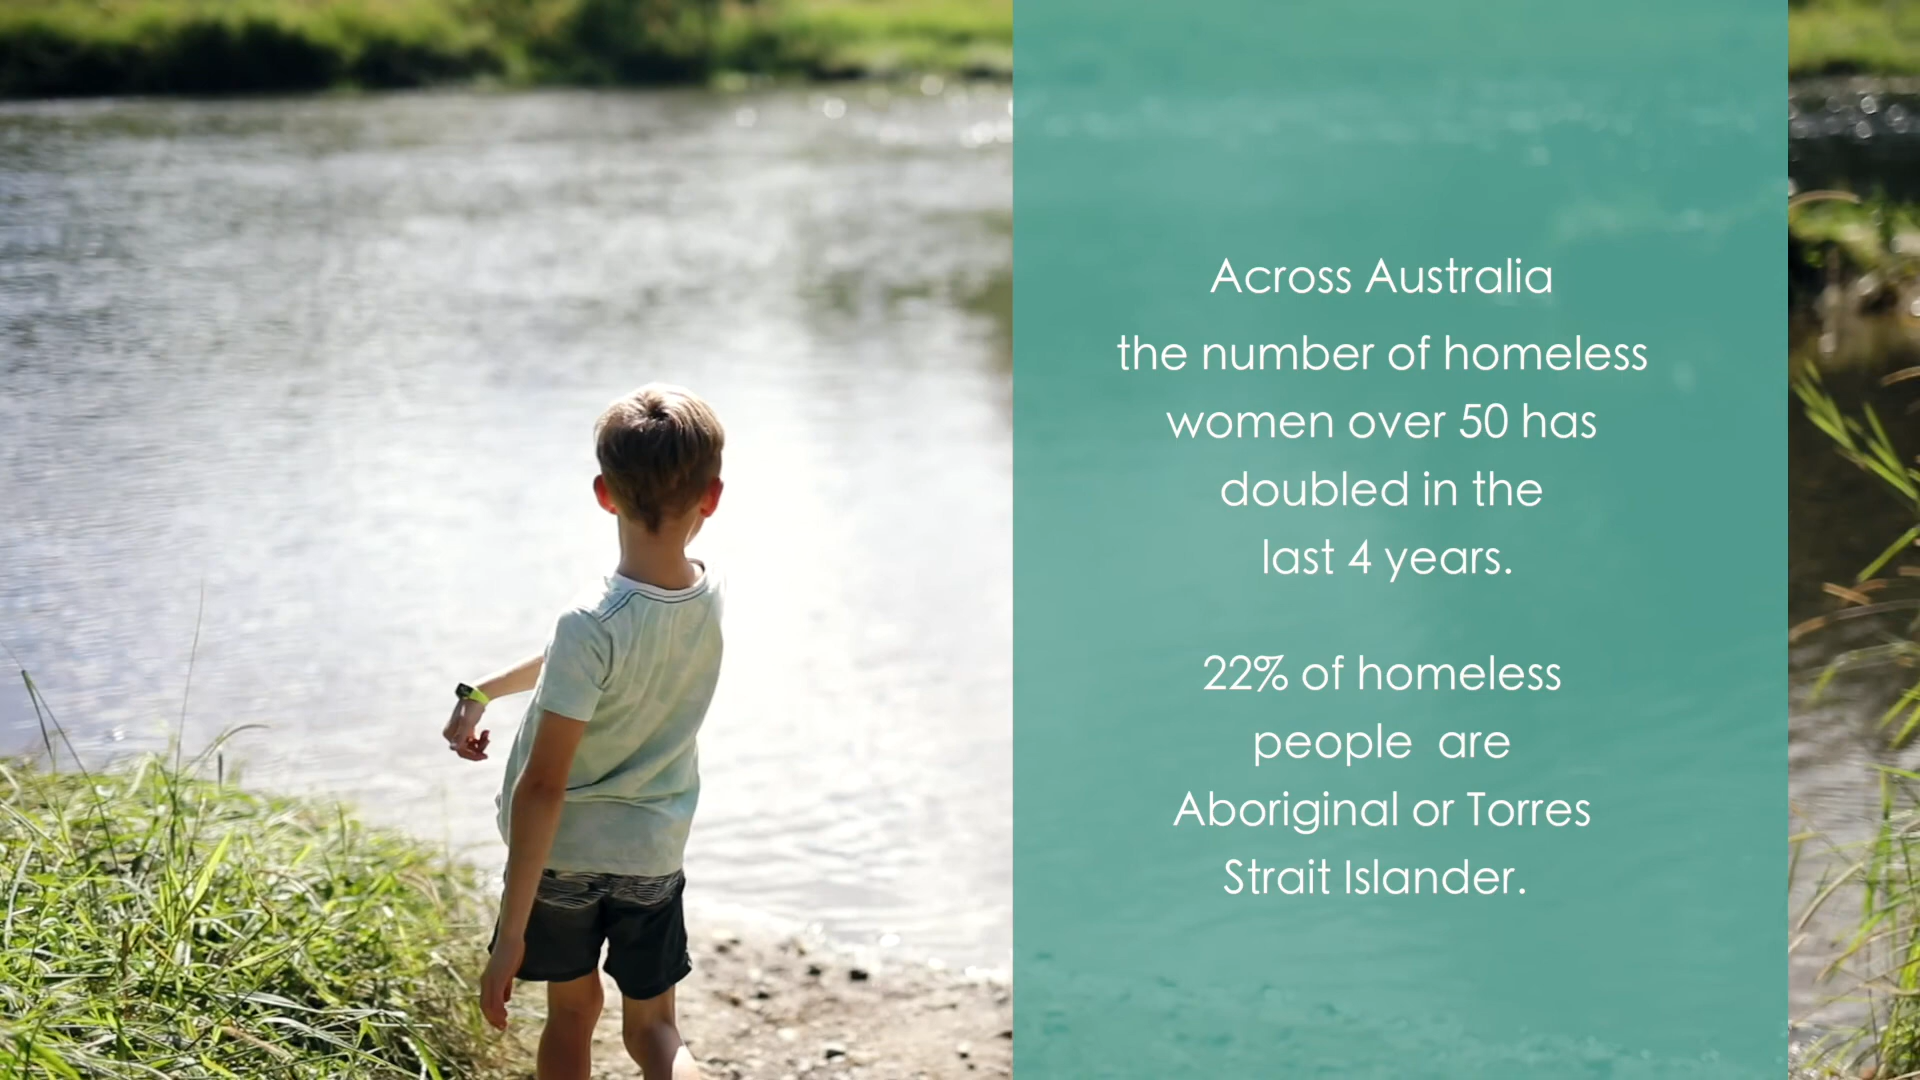 Across Australia
the number of homeless
women over 50 has
doubled in the
last 4 years.
22% of homeless
people  are
Aboriginal or Torres
Strait Islander.